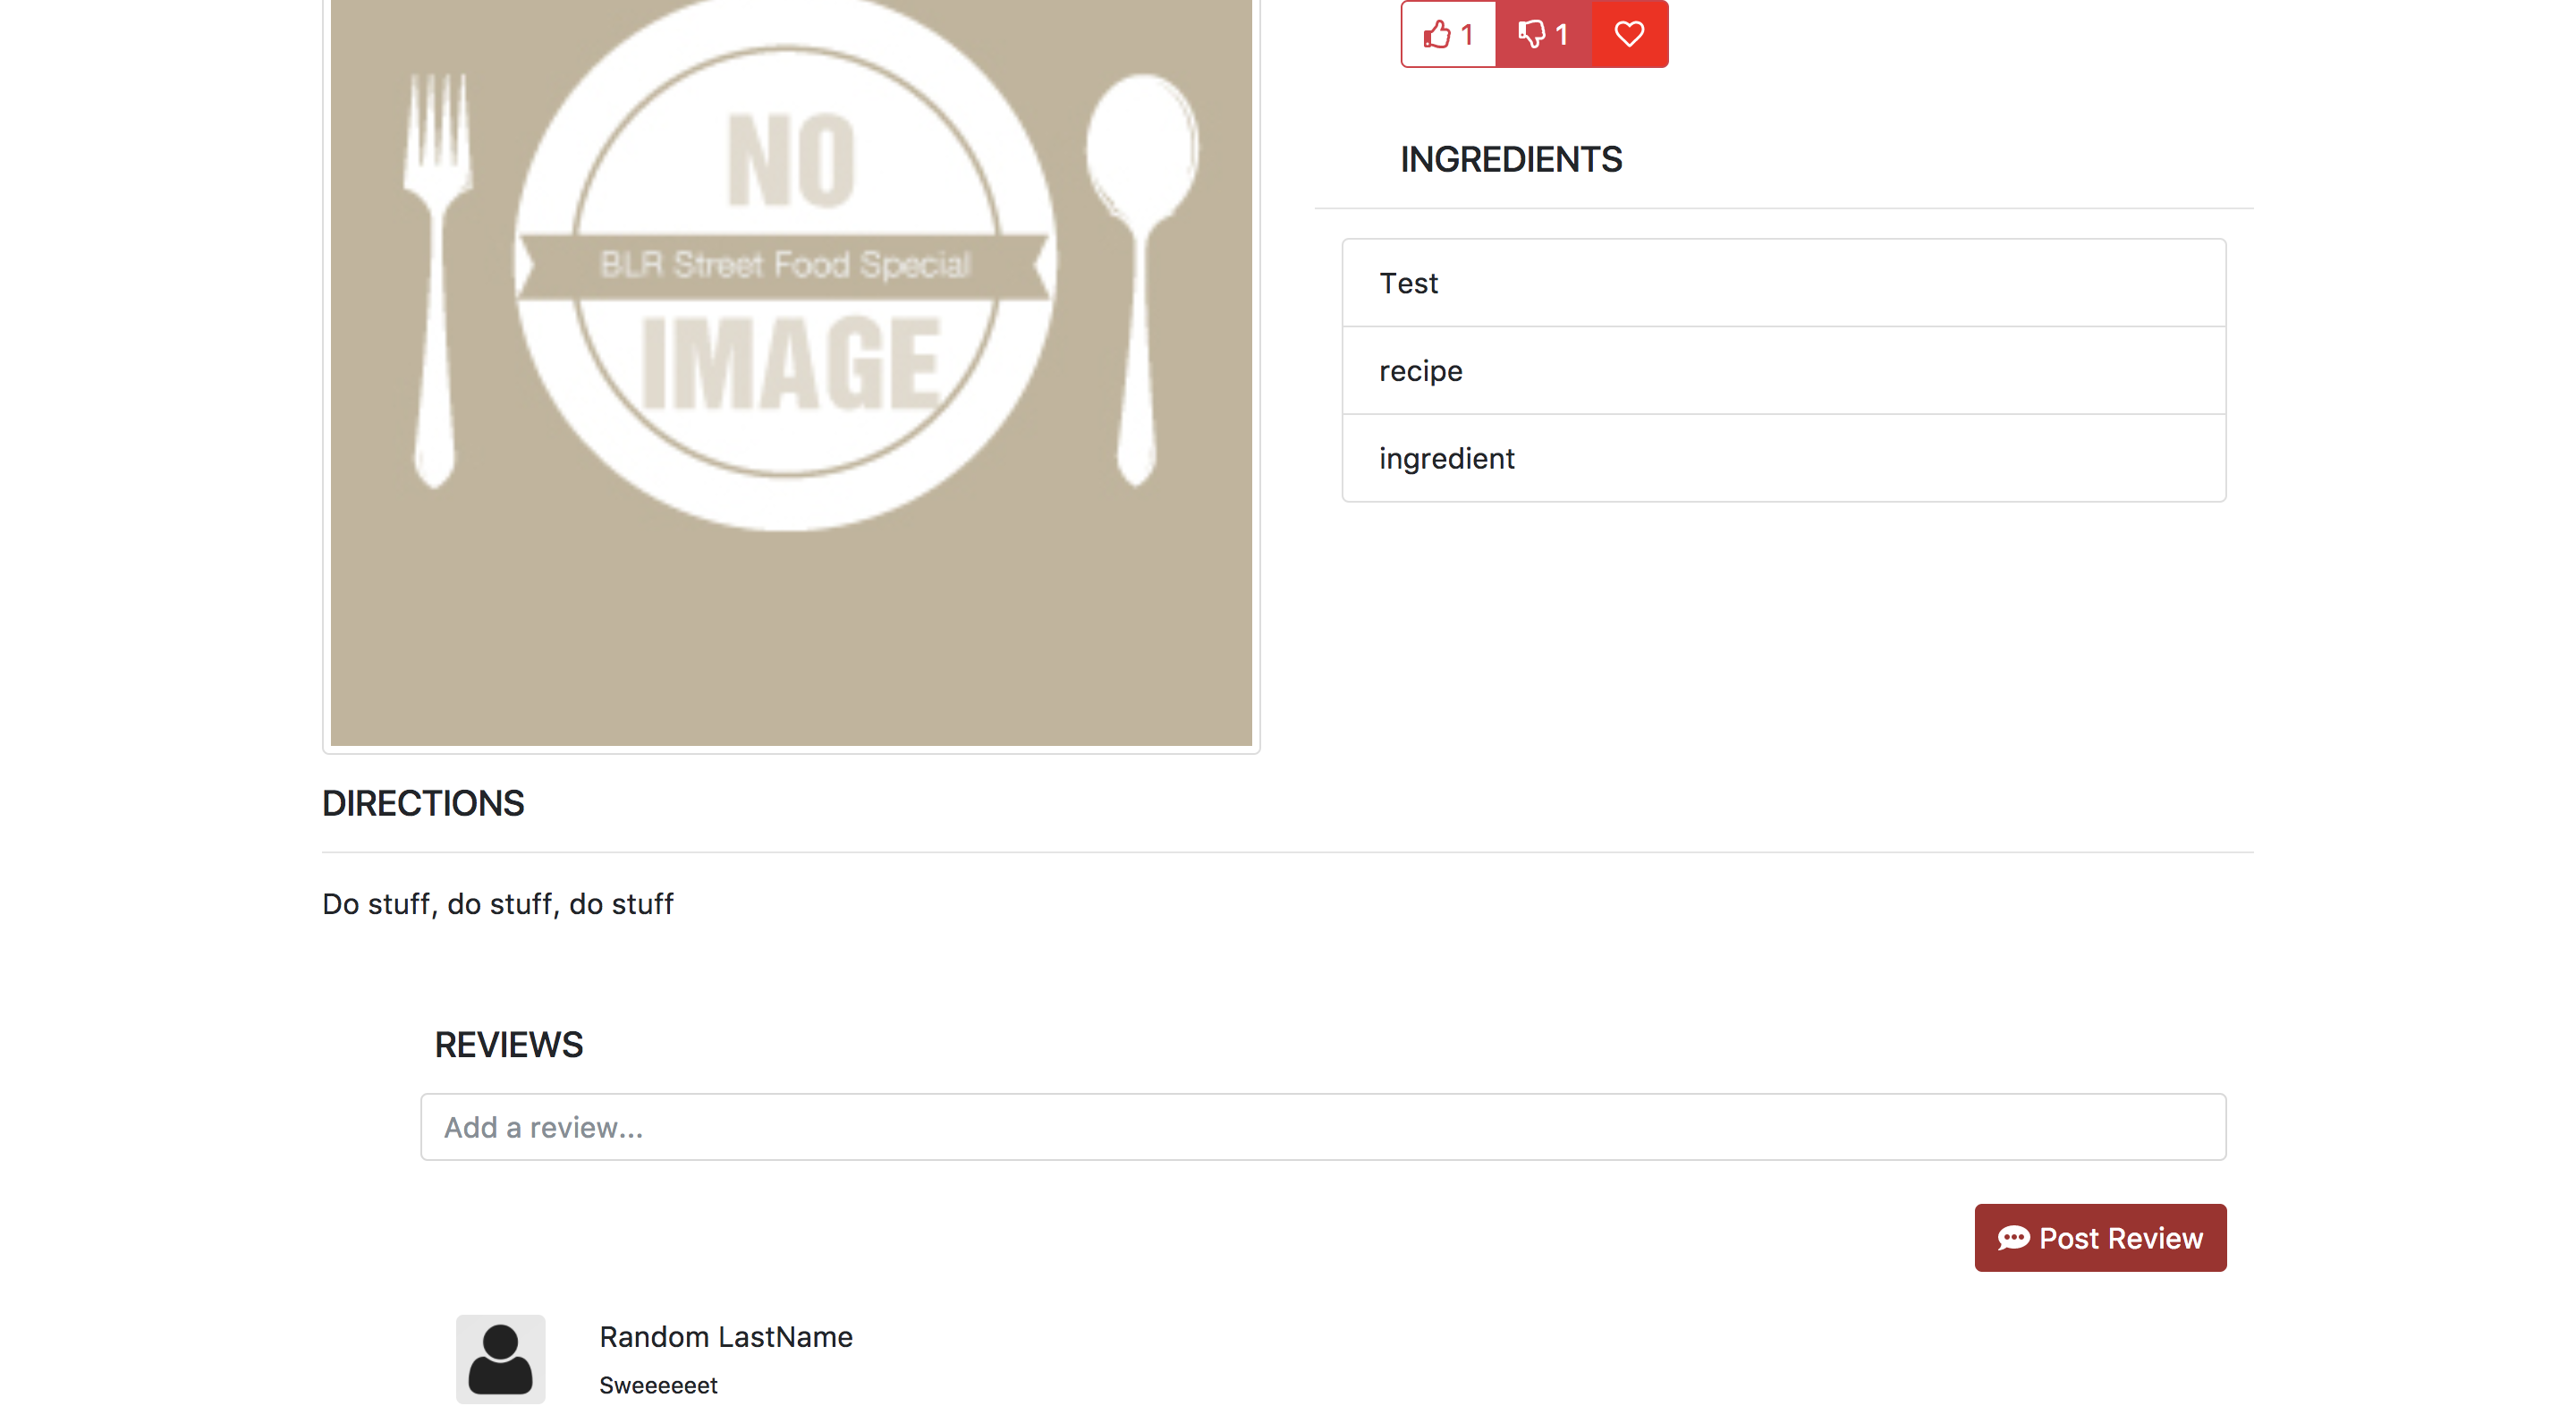 1 1
NO
BLR Street Food Special
IMAGE
INGREDIENTS
Test
recipe
ingredient
DIRECTIONS
Do stuff, do stuff, do stuff
REVIEWS
Add a review...
Post Review
Random LastName
Sweeeeeet